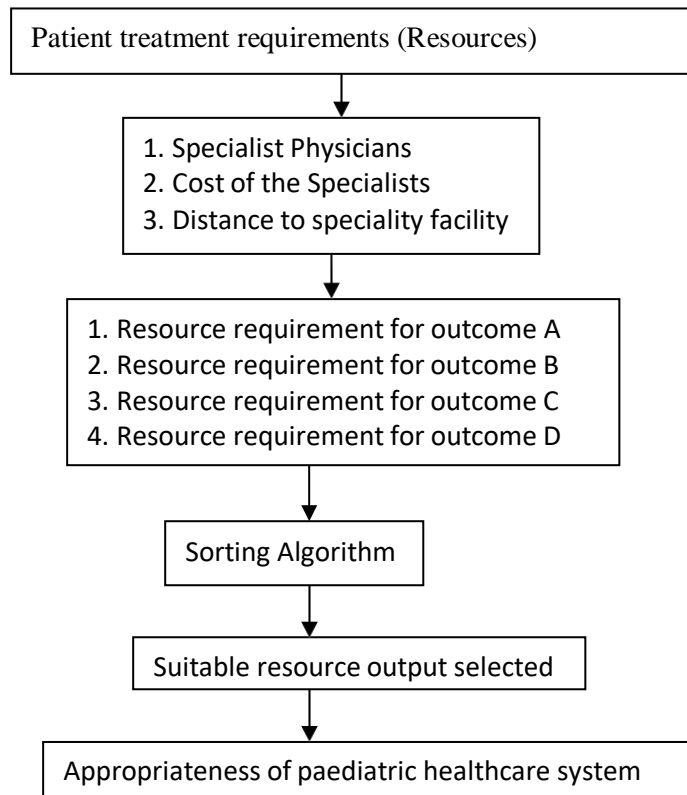 Patient treatment requirements (Resources)
1. Specialist Physicians
2. Cost of the Specialists
3. Distance to speciality facility
1. Resource requirement for outcome A
2. Resource requirement for outcome B
3. Resource requirement for outcome C
4. Resource requirement for outcome D
Sorting Algorithm
Suitable resource output selected
Appropriateness of paediatric healthcare system